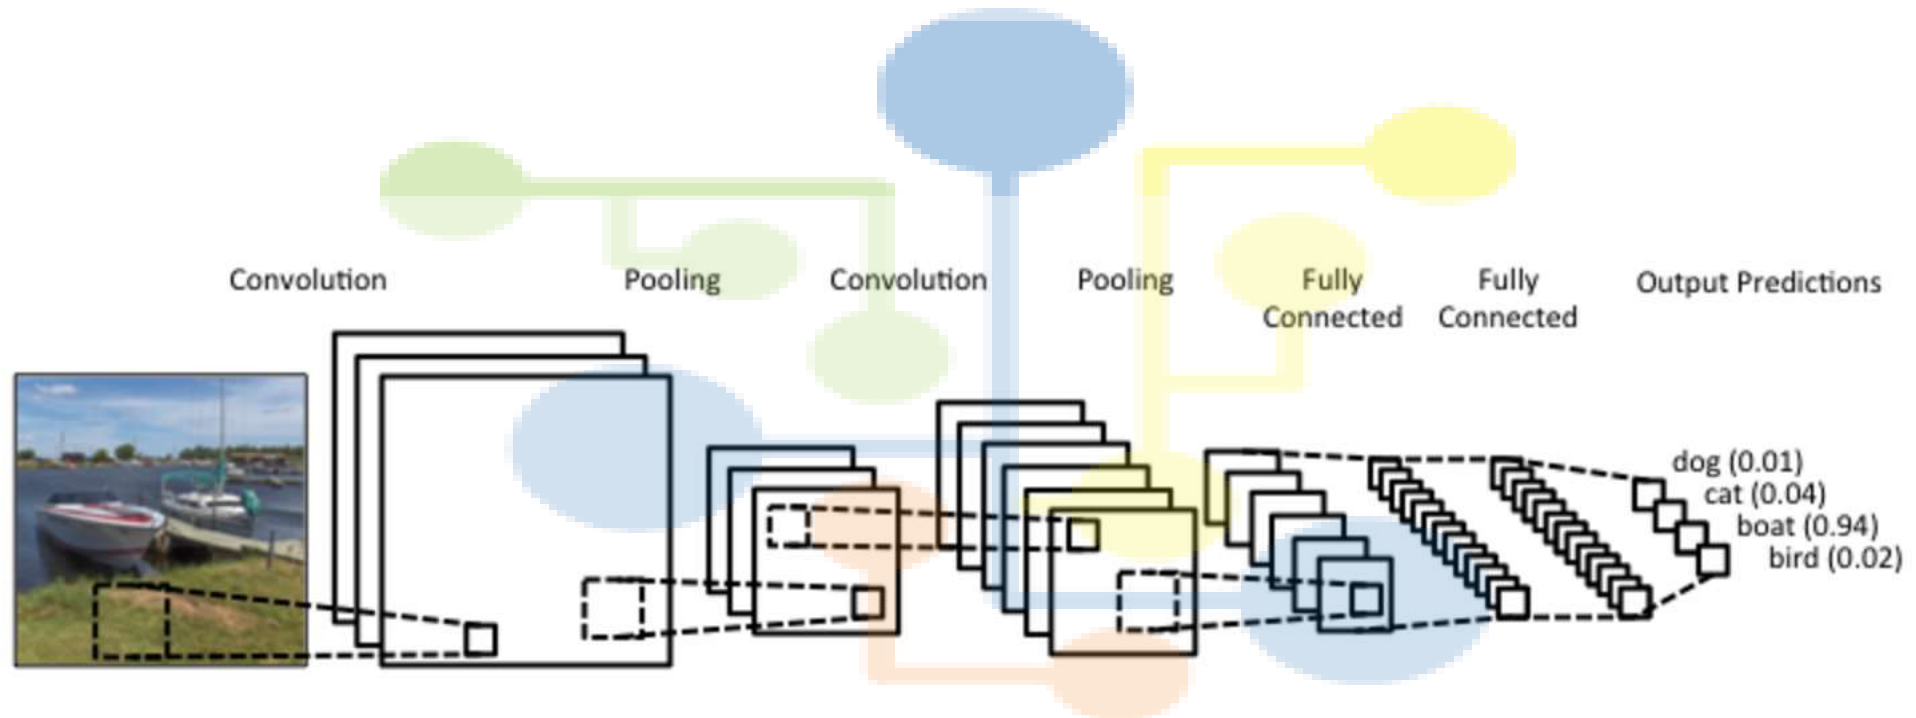 Convolution
Pooling
Convolution
Pooling
Fully
Connected
Fully
Connected
Output Predictions
dog (0.01)
cat (0.04)
boat (0.94)
bird (0.02)